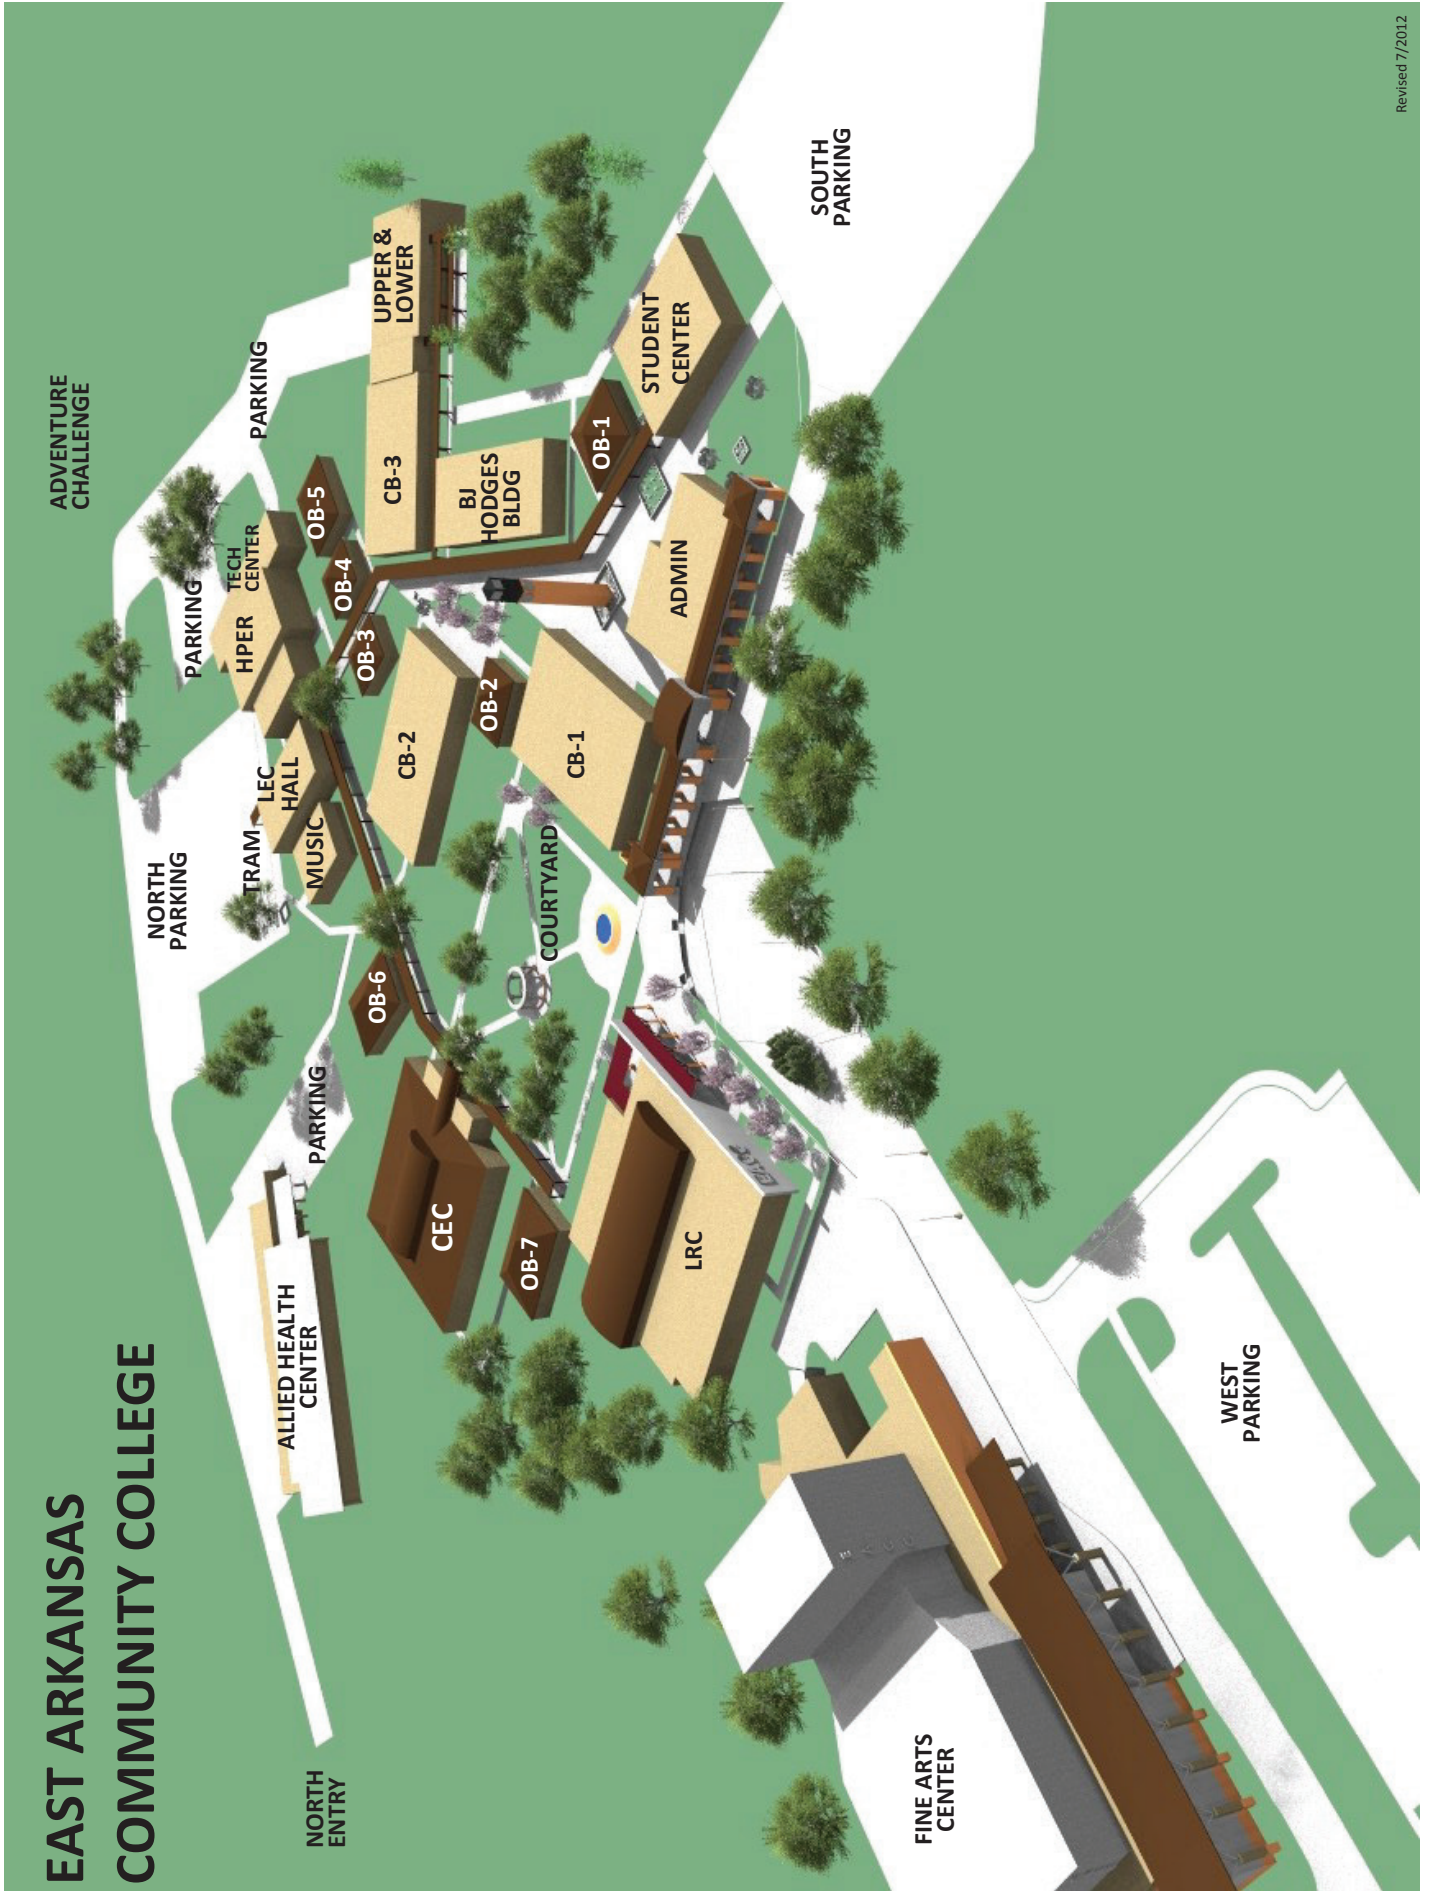 EAST ARKANSAS
COMMUNITY COLLEGE
ADVENTURE
CHALLENGE
NORTH
PARKING
PARKING
PARKING
TRAM
LEC
HALL
MUSIC
HPER
TECH
CENTER
OB-5
OB-4
OB-3
UPPER &
LOWER
CB-3
BJ
HODGES
BLDG
NORTH
ENTRY
ALLIED HEALTH
CENTER
PARKING
OB-6
CB-2
OB-2
CB-1
OB-1
STUDENT
CENTER
CEC
OB-7
COURTYARD
LRC
EACC
ADMIN
SOUTH
PARKING
FINE ARTS
CENTER
EACC
WEST
PARKING
Revised 7/2012